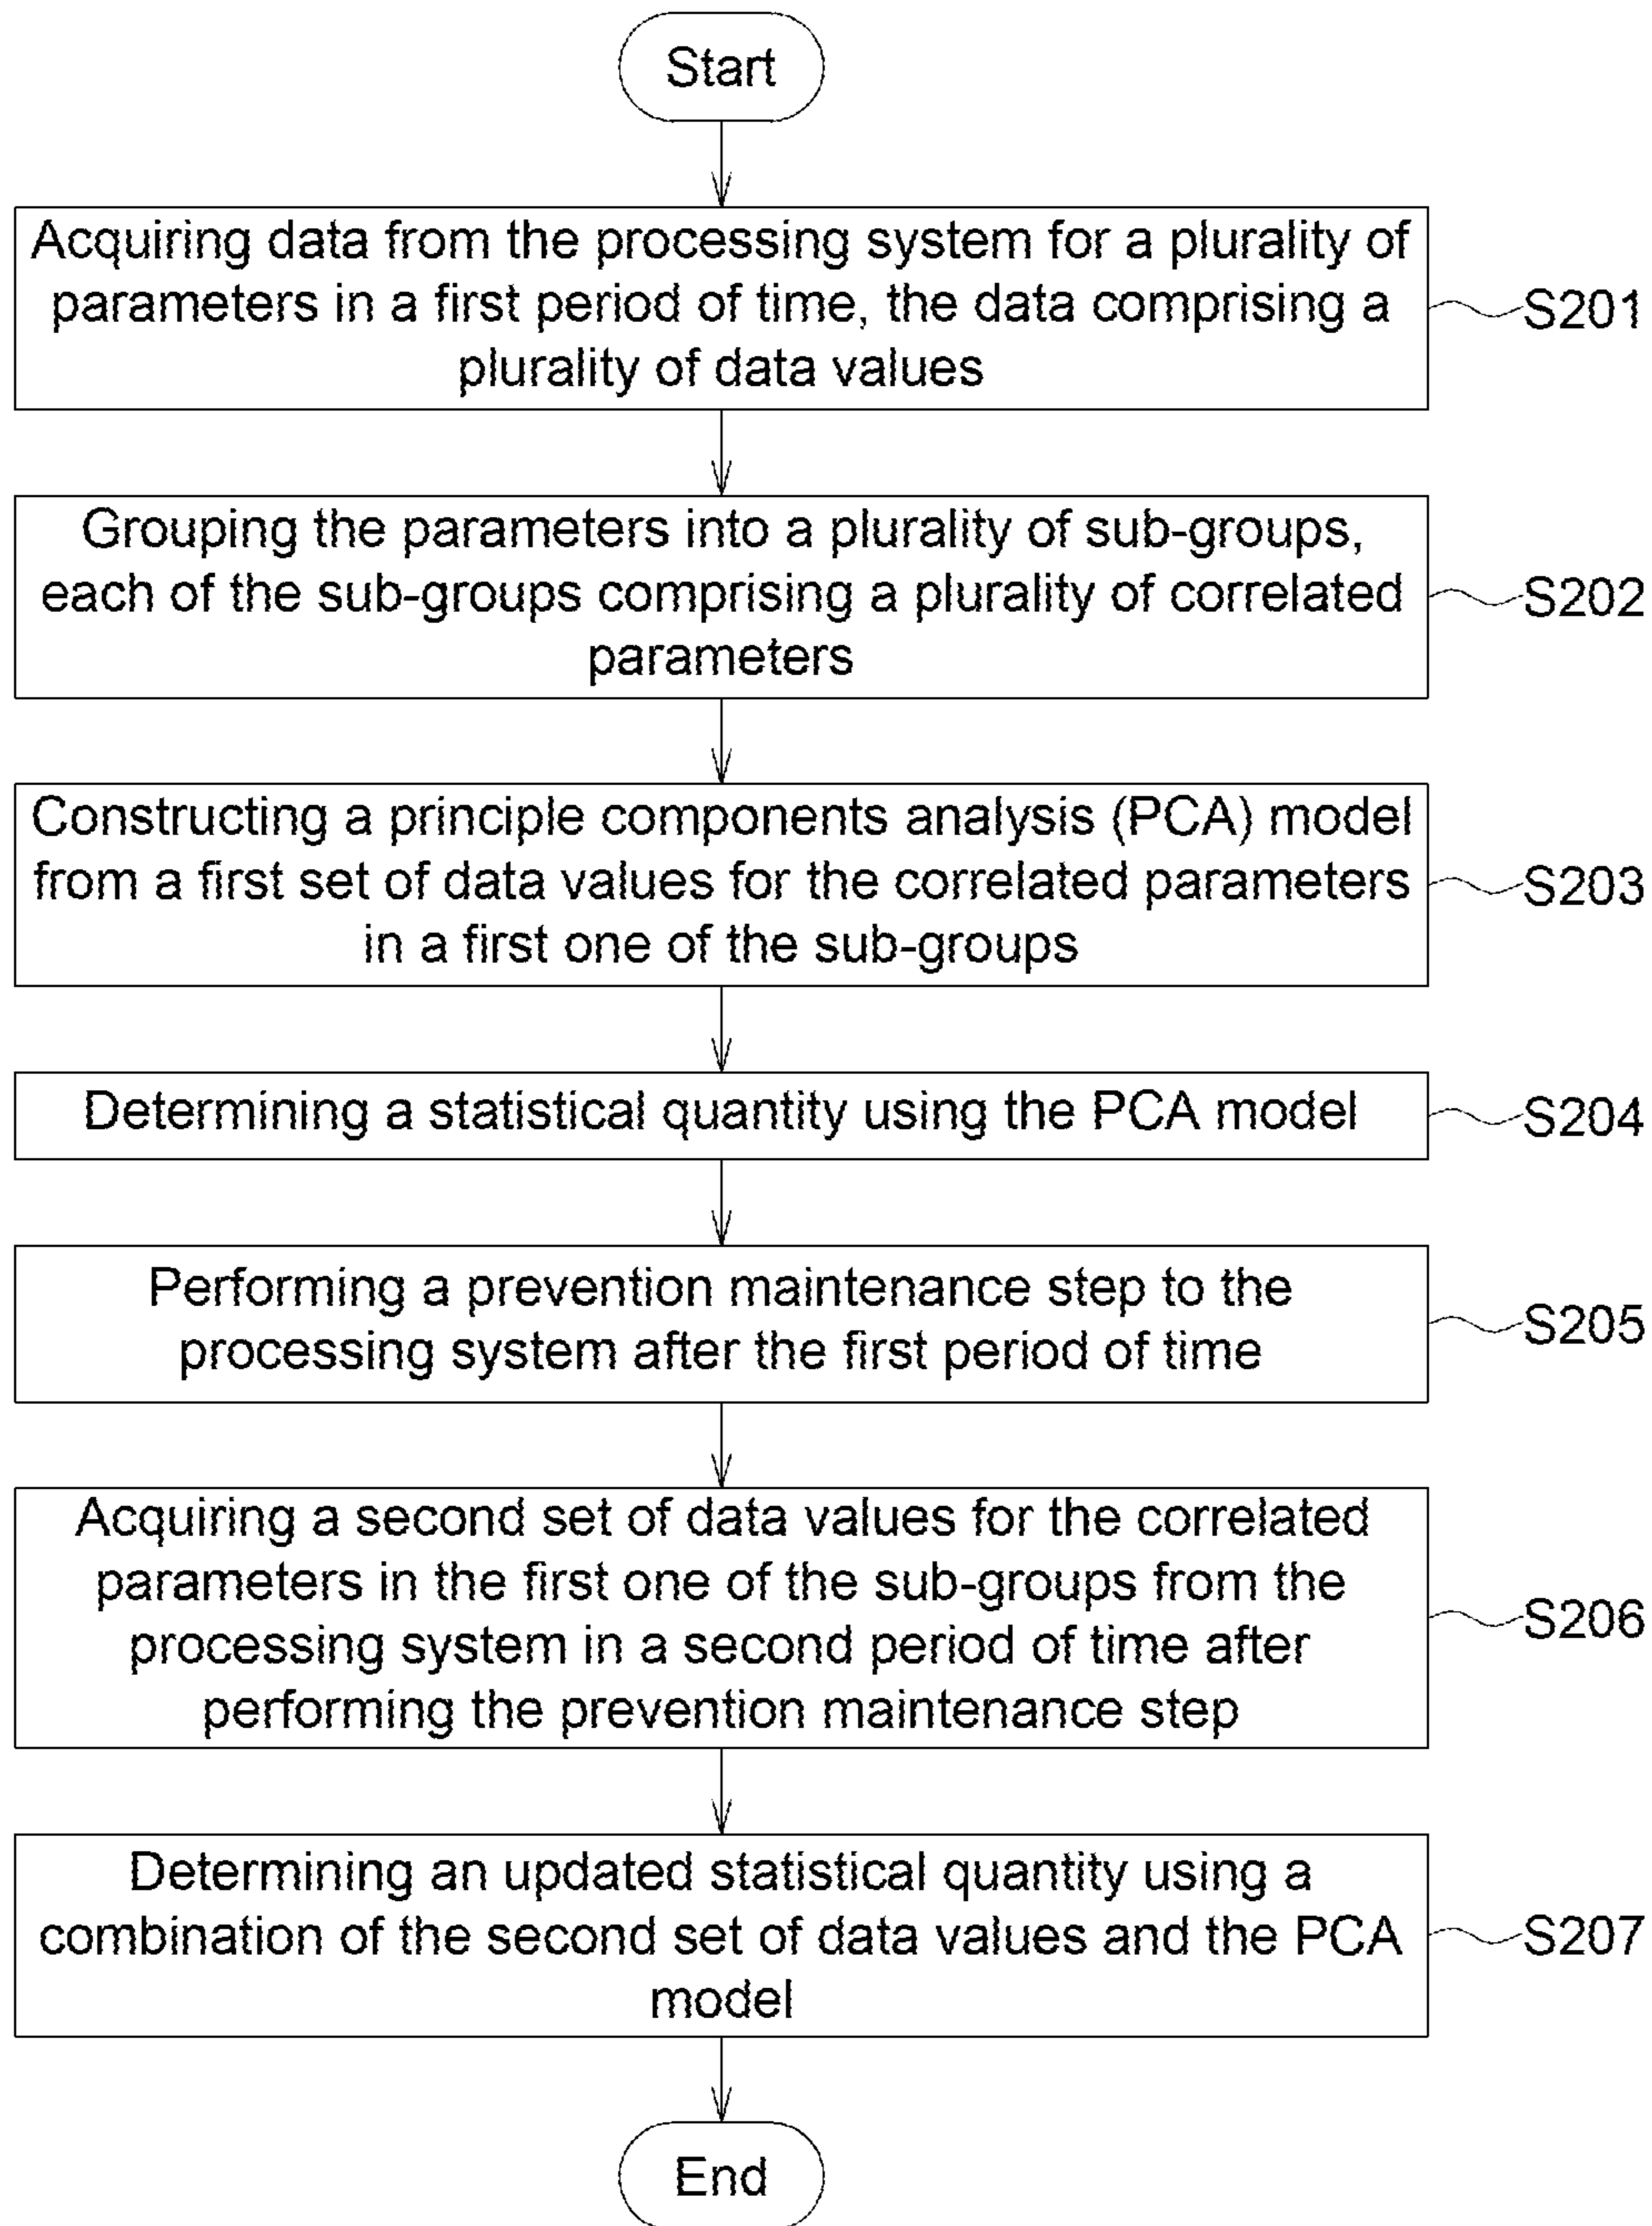 Start
Acquiring data from the processing system for a plurality of
parameters in a first period of time, the data comprising a
plurality of data values
S201
Grouping the parameters into a plurality of sub-groups,
each of the sub-groups comprising a plurality of correlated
parameters
S202
Constructing a principle components analysis (PCA) model
from a first set of data values for the correlated parameters
in a first one of the sub-groups
S203
Determining a statistical quantity using the PCA model
S204
Performing a prevention maintenance step to the
processing system after the first period of time
S205
Acquiring a second set of data values for the correlated
parameters in the first one of the sub-groups from the
processing system in a second period of time after
performing the prevention maintenance step
S206
Determining an updated statistical quantity using a
combination of the second set of data values and the PCA
model
S207
End